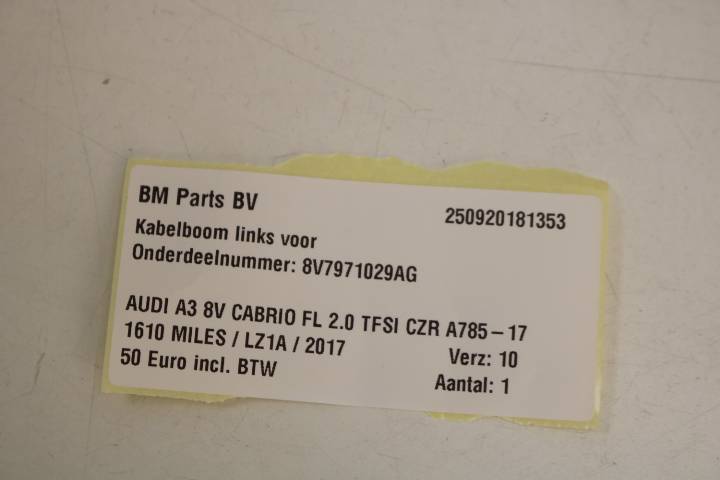 BM Parts BV
250920181353
Kabelboom links voor
Onderdeelnummer: 8V7971029AG
AUDI A3 8V CABRIO FL 2.0 TFSI CZR A785-17
1610 MILES / LZ1A / 2017
Verz: 10
50 Euro incl. BTW
Aantal: 1